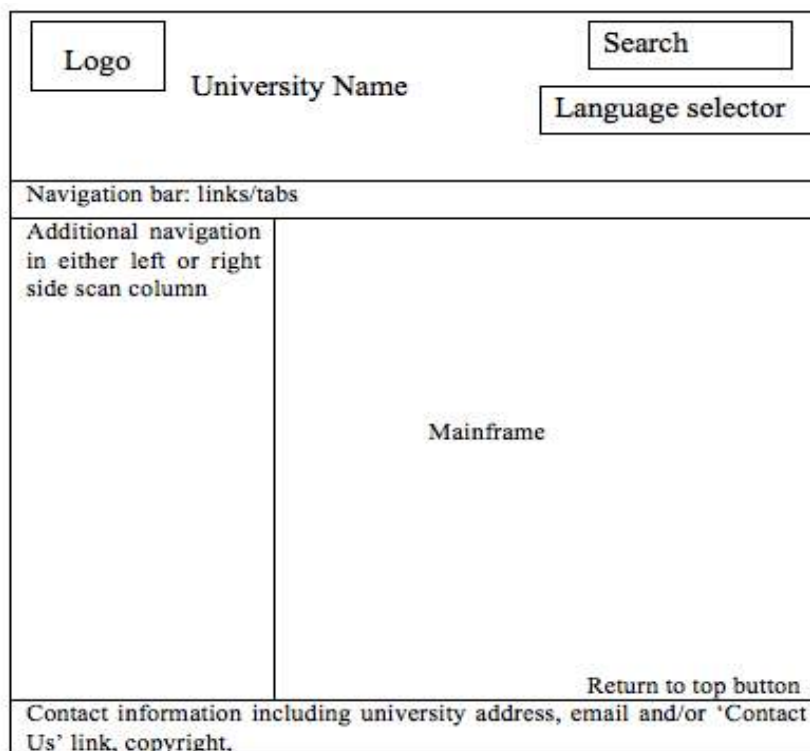 Logo
University Name
Search
Language selector
Navigation bar: links/tabs
Additional navigation
in either left or right
side scan column
Mainframe
Return to top button
Contact information including university address, email and/or ‘Contact
Us’ link, copyright,